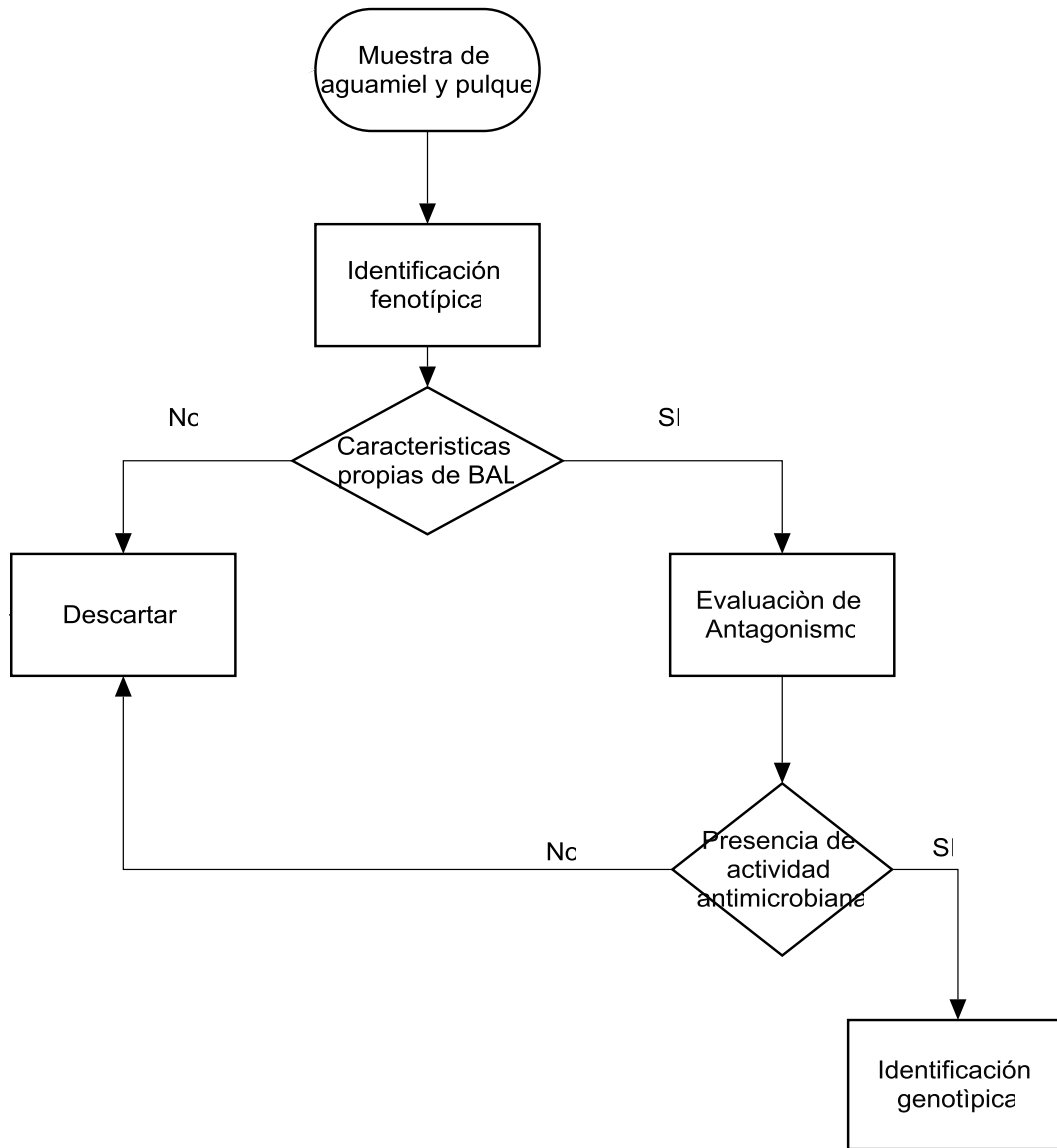 Muestra de
aguamiel y pulque
Identificación
fenotípica
No
SI
Caracteristicas
propias de BAL
Descartar
Evaluaciòn de
Antagonismo
Presencia de
actividad
antimicrobiana
No
SI
Identificación
genotìpica